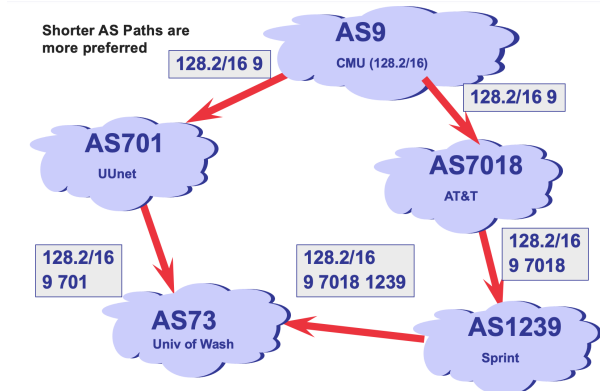 Shorter AS Paths are
more preferred
AS9
CMU (128.2/16)
128.2/16 9
128.2/16 9
AS701
UUnet
AS7018
AT&T
128.2/16
9 701
128.2/16
9 7018 1239
128.2/16
9 7018
AS73
Univ of Wash
AS1239
Sprint